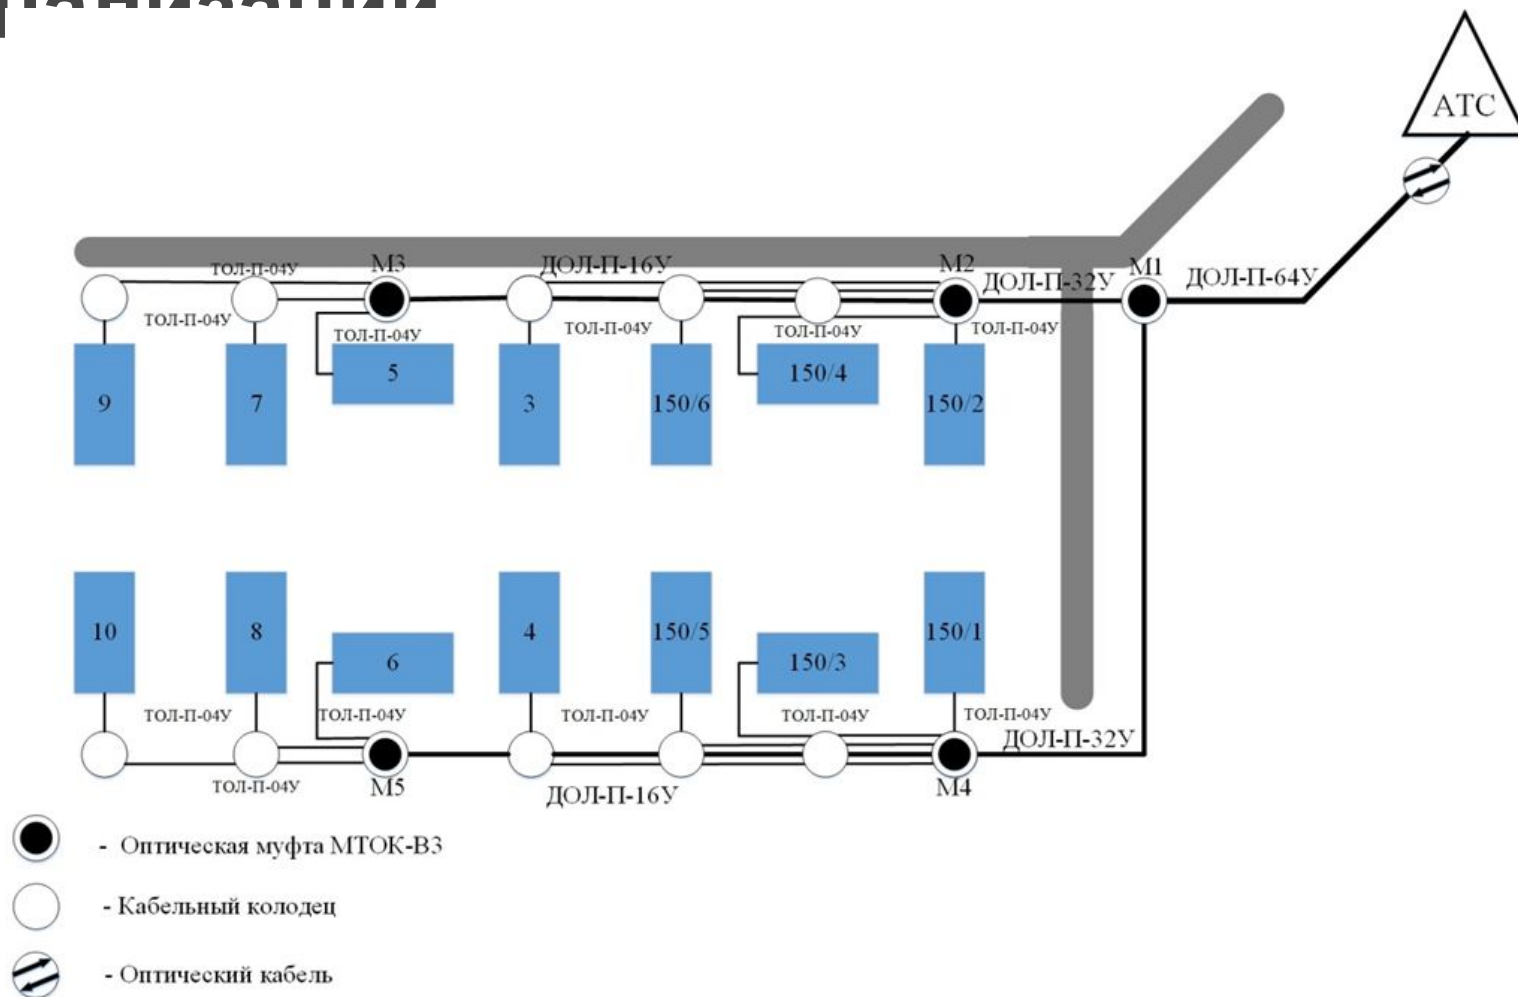 АТС
М3
М2
М1
ТОЛ-П-04У
ДОЛ-П-16У
ДОЛ-П-32У
ДОЛ-П-64У
ТОЛ-П-04У
ТОЛ-П-04У
ТОЛ-П-04У
ТОЛ-П-04У
ТОЛ-П-04У
9
7
5
3
150/6
150/4
150/2
10
8
6
4
150/5
150/3
150/1
ТОЛ-П-04У
ТОЛ-П-04У
ТОЛ-П-04У
ТОЛ-П-04У
ТОЛ-П-04У
ДОЛ-П-32У
ТОЛ-П-04У
М5
ДОЛ-П-16У
М4
- Оптическая муфта МТОК-В3
- Кабельный колодец
- Оптический кабель